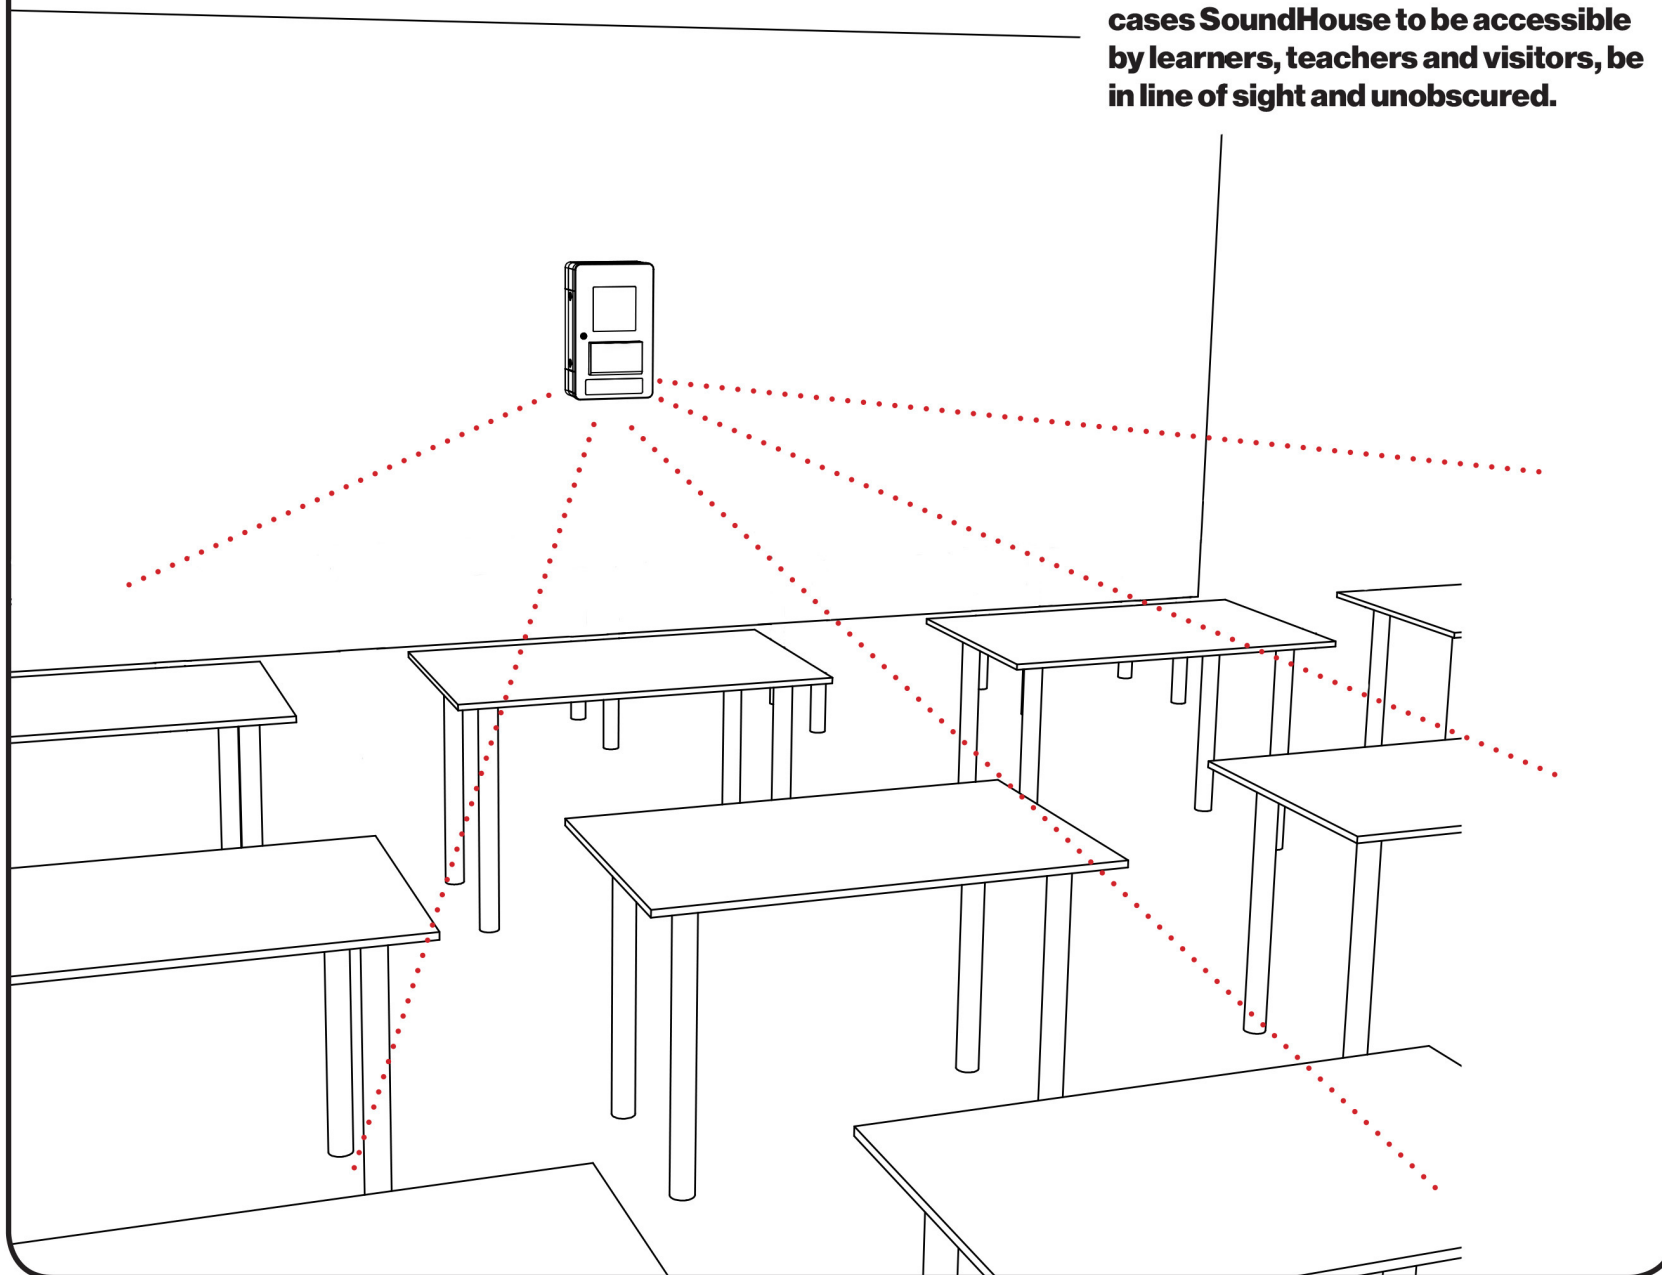 cases SoundHouse to be accessible
by learners, teachers and visitors, be
in line of sight and unobscured.